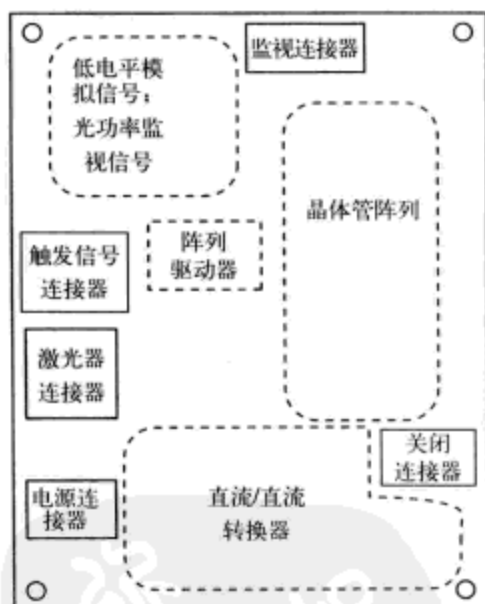 低电平模
拟信号；
光功率监
视信号
监视连接器
晶体管阵列
阵列
驱动器
触发信号
连接器
激光器
连接器
关闭
连接器
电源连
接器
直流/直流
转换器